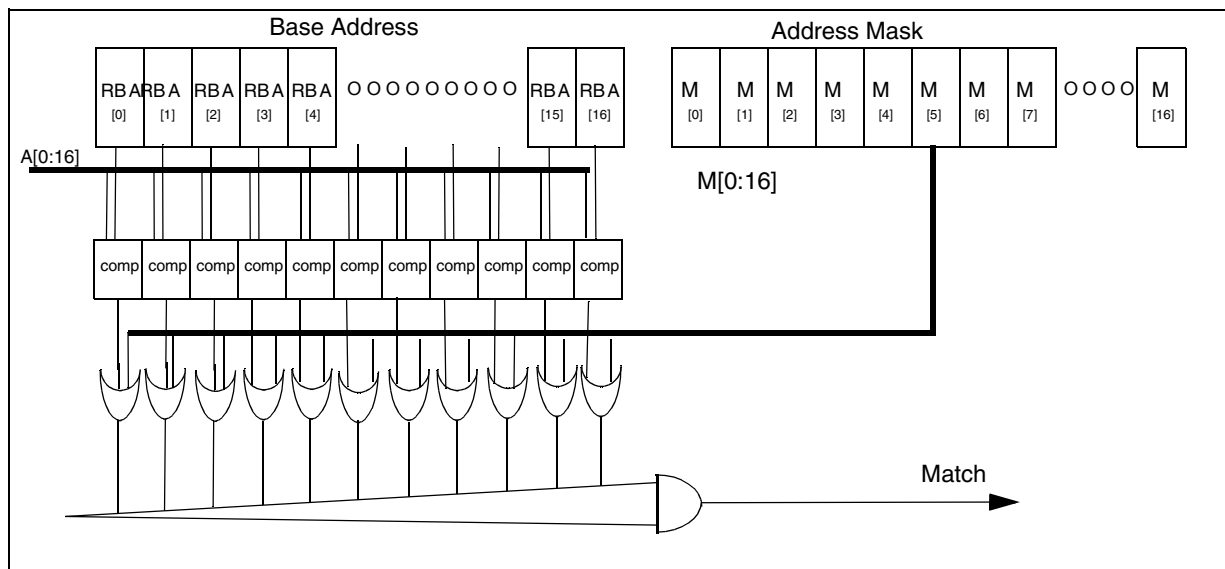 Base Address
Address Mask
RBA RBA RBA RBA RBA O O O O O O O O O RBA RBA
[0] [1] [2] [3] [4] [15] [16]
M M M M M M M M O O O O M
[0] [1] [2] [3] [4] [5] [6] [7] [16]
A[0:16]
M[0:16]
comp comp comp comp comp comp comp comp comp comp comp
Match